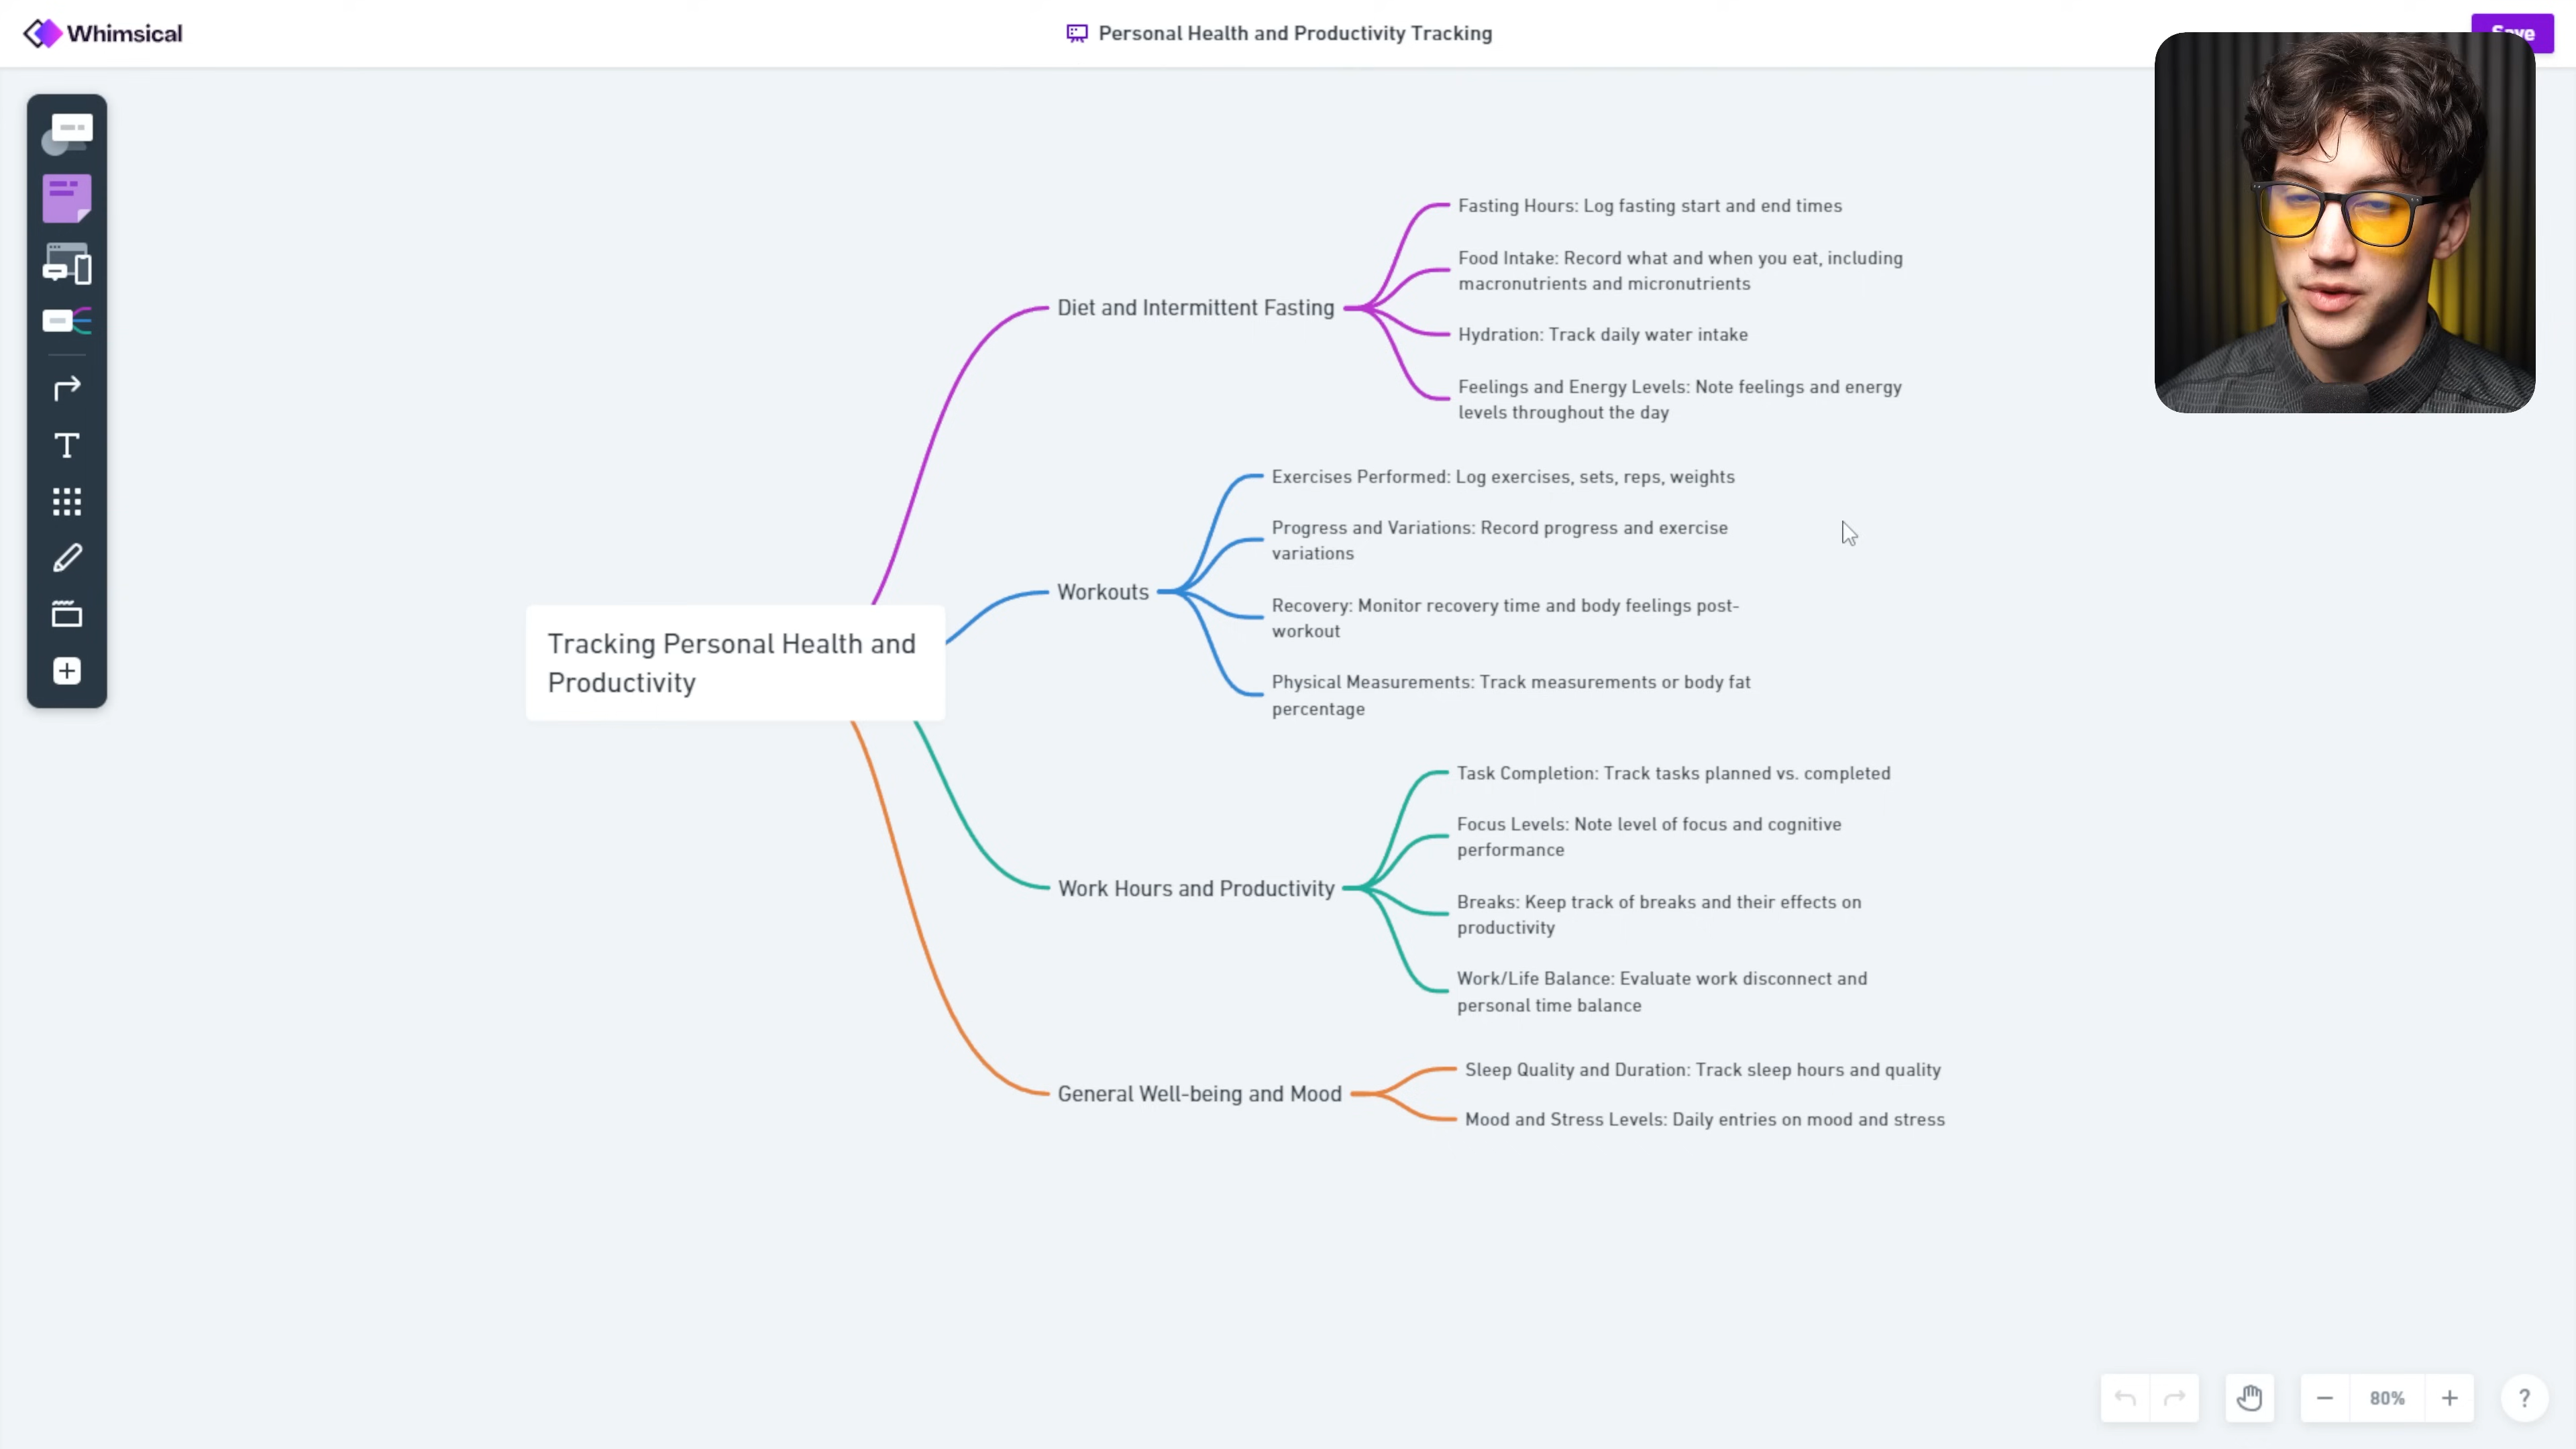 Whimsical
Personal Health and Productivity Tracking
Save
Fasting Hours: Log fasting start and end times
Food Intake: Record what and when you eat, including
macronutrients and micronutrients
Diet and Intermittent Fasting
Hydration: Track daily water intake
Feelings and Energy Levels: Note feelings and energy
levels throughout the day
Exercises Performed: Log exercises, sets, reps, weights
Progress and Variations: Record progress and exercise
variations
Workouts
Recovery: Monitor recovery time and body feelings post-
workout
Physical Measurements: Track measurements or body fat
percentage
Tracking Personal Health and
Productivity
Task Completion: Track tasks planned vs. completed
Focus Levels: Note level of focus and cognitive
performance
Work Hours and Productivity
Breaks: Keep track of breaks and their effects on
productivity
Work/Life Balance: Evaluate work disconnect and
personal time balance
Sleep Quality and Duration: Track sleep hours and quality
General Well-being and Mood
Mood and Stress Levels: Daily entries on mood and stress
80%